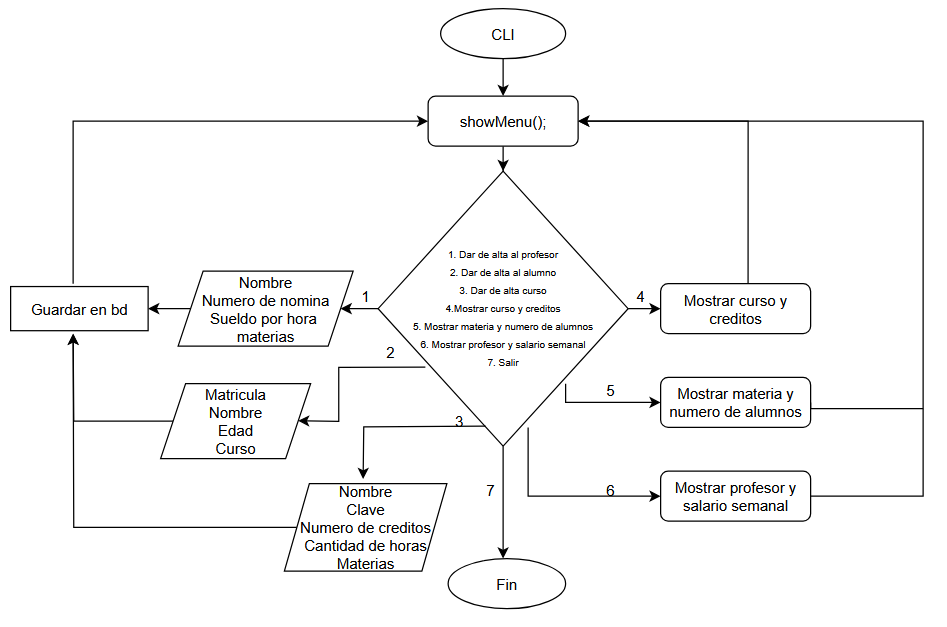 CLI
showMenu();
1. Dar de alta al profesor
2. Dar de alta al alumno
3. Dar de alta curso
4.Mostrar curso y creditos
5. Mostrar materia y numero de alumnos
6. Mostrar profesor y salario semanal
7. Salir
1
Nombre
Numero de nomina
Sueldo por hora
materias
Guardar en bd
2
Matricula
Nombre
Edad
Curso
3
Nombre
Clave
Numero de creditos
Cantidad de horas
Materias
4
Mostrar curso y
creditos
5
Mostrar materia y
numero de alumnos
6
Mostrar profesor y
salario semanal
7
Fin